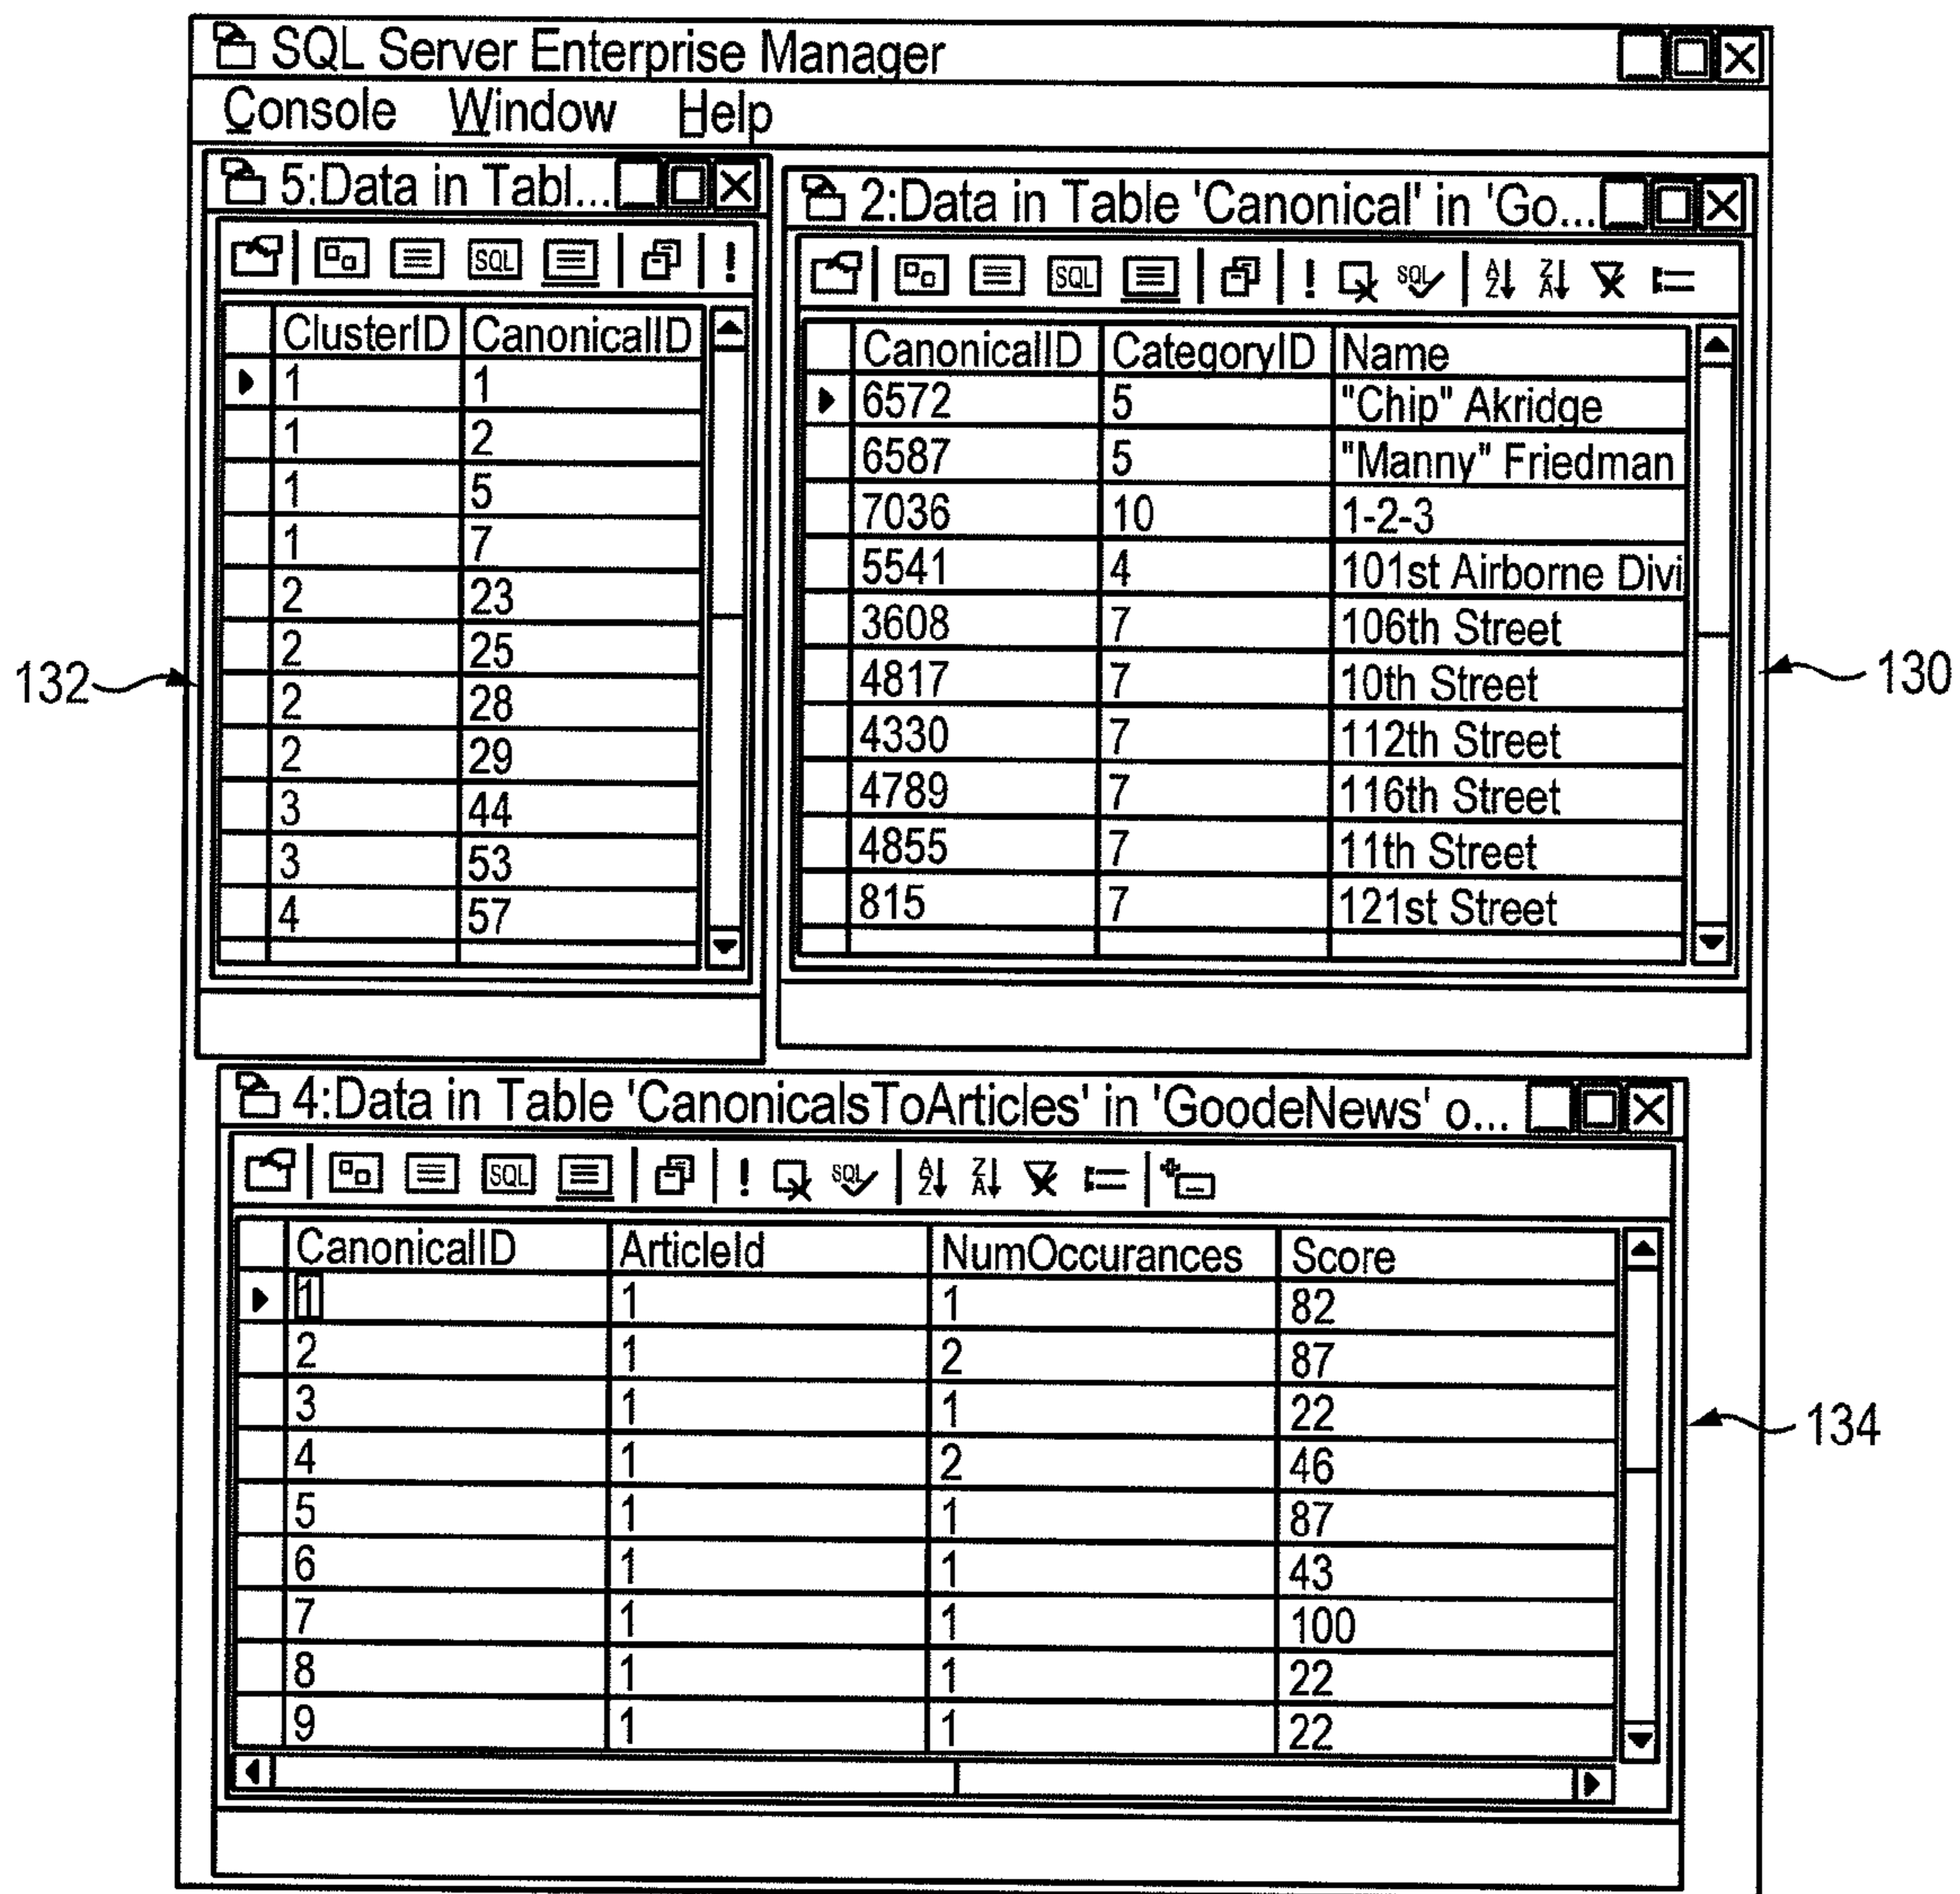 SQL Server Enterprise Manager
Console Window Help
5:Data in Tabl...
SQL
ClusterID CanonicalID
1 1
1 2
1 5
1 7
2 23
2 25
2 28
2 29
3 44
3 53
4 57
132
2:Data in Table 'Canonical' in 'Go...
SQL ! SQL A Z Z A
CanonicalID CategoryID Name
6572 5 "Chip" Akridge
6587 5 "Manny" Friedman
7036 10 1-2-3
5541 4 101st Airborne Divi
3608 7 106th Street
4817 7 10th Street
4330 7 112th Street
4789 7 116th Street
4855 7 11th Street
815 7 121st Street
130
4:Data in Table 'CanonicalsToArticles' in 'GoodeNews' o...
SQL ! SQL A Z Z A
CanonicalID ArticleId NumOccurances Score
1 1 1 82
2 1 2 87
3 1 1 22
4 1 2 46
5 1 1 87
6 1 1 43
7 1 1 100
8 1 1 22
9 1 1 22
134